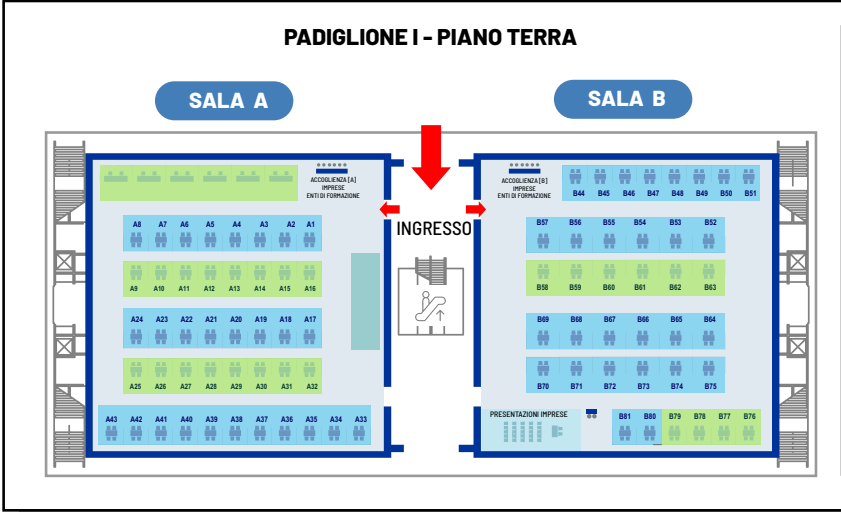 PADIGLIONE I - PIANO TERRA
SALA A
SALA B
ACCOGLIENZA [A]
IMPRESE
ENTI DI FORMAZIONE
A8 A7 A6 A5 A4 A3 A2 A1
A9 A10 A11 A12 A13 A14 A15 A16
A24 A23 A22 A21 A20 A19 A18 A17
A25 A26 A27 A28 A29 A30 A31 A32
A43 A42 A41 A40 A39 A38 A37 A36 A35 A34 A33
INGRESSO
ACCOGLIENZA [B]
IMPRESE
ENTI DI FORMAZIONE
B44 B45 B46 B47 B48 B49 B50 B51
B57 B56 B55 B54 B53 B52
B58 B59 B60 B61 B62 B63
B69 B68 B67 B66 B65 B64
B70 B71 B72 B73 B74 B75
PRESENTAZIONI IMPRESE
B81 B80 B79 B78 B77 B76